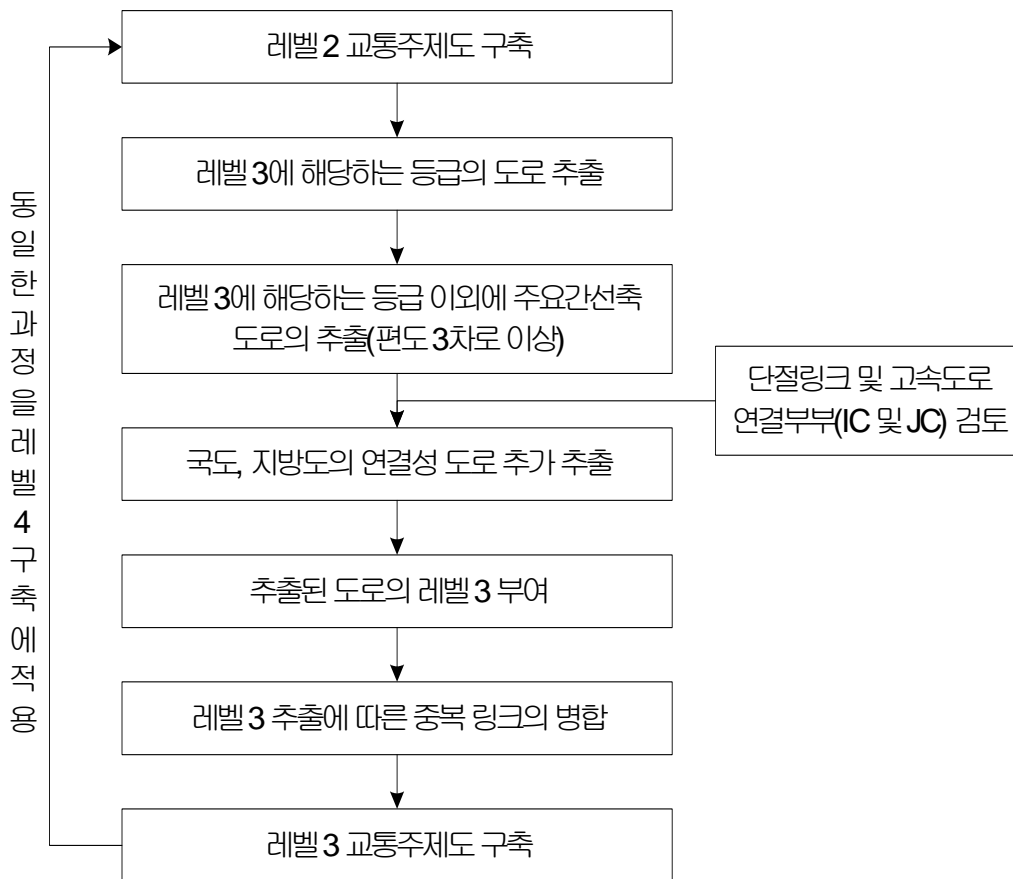 레벨 2 교통주제도 구축
레벨 3에 해당하는 등급의 도로 추출
레벨 3에 해당하는 등급 이외에 주요간선축
도로의 추출(편도 3차로 이상)
단절링크 및 고속도로
연결부부(IC 및 JC) 검토
국도, 지방도의 연결성 도로 추가 추출
추출된 도로의 레벨 3 부여
레벨 3 추출에 따른 중복 링크의 병합
레벨 3 교통주제도 구축
동일한과정을레벨4구축에적용